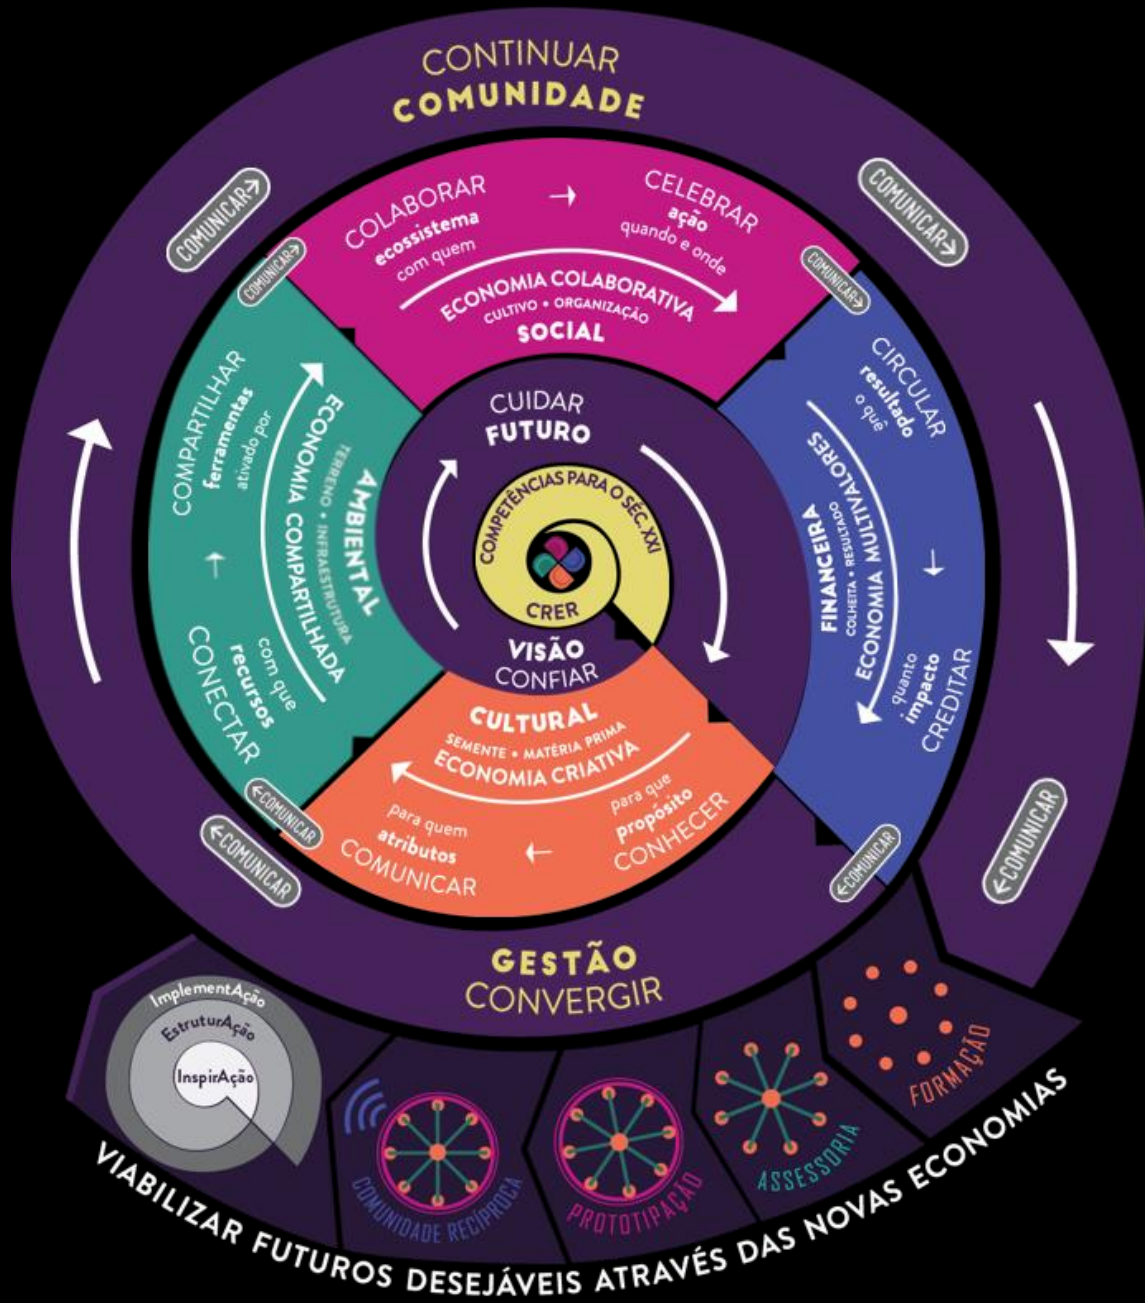 CONTINUAR
COMUNIDADE
COMUNICAR→
COMUNICAR→
COMUNICAR→
COMUNICAR→
COLABORAR
ecossistema
com quem
→
CELEBRAR
ação
quando e onde
ECONOMIA COLABORATIVA
CULTIVO • ORGANIZAÇÃO
SOCIAL
CIRCULAR
resultado
o quê
FINANCEIRA
COLHEITA • RESULTADO
ECONOMIA MULTIVALORES
quanto
impacto
CREDITAR
COMPARTILHAR
ferramentas
ativado por
AMBIENTAL
TERRENO • INFRAESTRUTURA
ECONOMIA COMPARTILHADA
com que
recursos
CONECTAR
CUIDAR
FUTURO
COMPETÊNCIAS PARA O SÉC. XXI
CRER
VISÃO
CONFIAR
CULTURAL
SEMENTE • MATÉRIA PRIMA
ECONOMIA CRIATIVA
para que
propósito
CONHECER
←
para quem
atributos
COMUNICAR
←COMUNICAR
←COMUNICAR
←COMUNICAR
←COMUNICAR
GESTÃO
CONVERGIR
ImplementAção
EstruturAção
InspirAção
COMUNIDADE RECÍPROCA
PROTOTIPAÇÃO
ASSESSORIA
FORMAÇÃO
VIABILIZAR FUTUROS DESEJÁVEIS ATRAVÉS DAS NOVAS ECONOMIAS